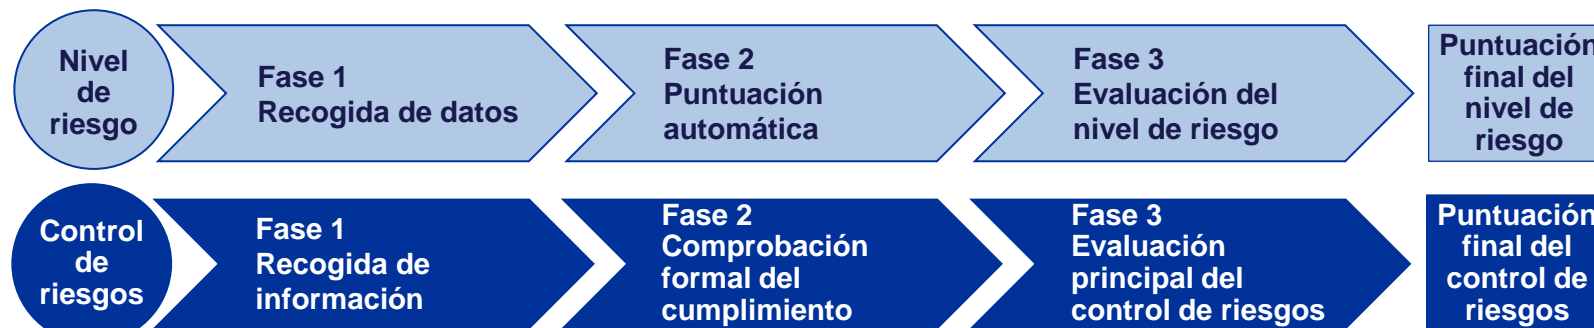 Nivel
de
riesgo
Fase 1
Recogida de datos
Fase 2
Puntuación
automática
Fase 3
Evaluación del
nivel de riesgo
Puntuación
final del
nivel de
riesgo
Control
de
riesgos
Fase 1
Recogida de
información
Fase 2
Comprobación
formal del
cumplimiento
Fase 3
Evaluación
principal del
control de riesgos
Puntuación
final del
control de
riesgos